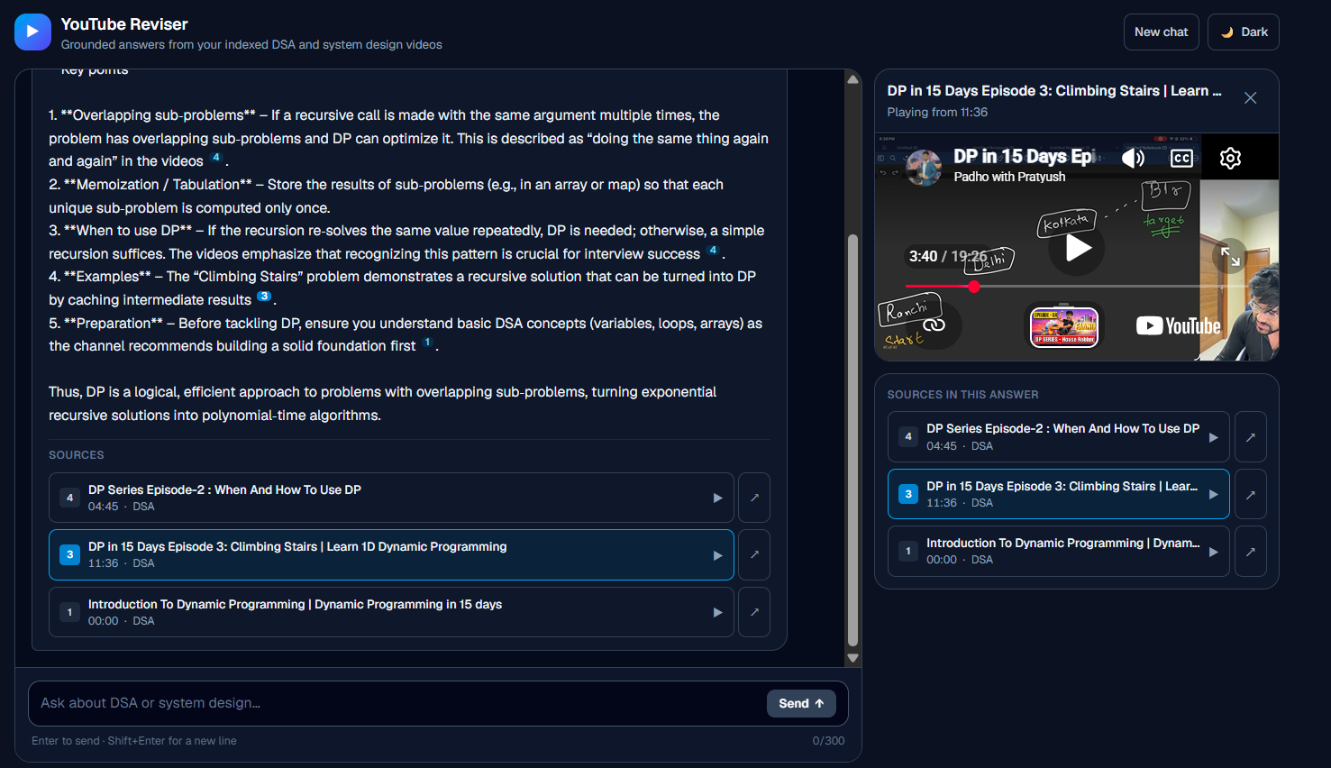 YouTube Reviser
Grounded answers from your indexed DSA and system design videos
New chat
Dark
Key points
1. **Overlapping sub-problems** – If a recursive call is made with the same argument multiple times, the
problem has overlapping sub-problems and DP can optimize it. This is described as “doing the same thing again
and again” in the videos 4 .
2. **Memoization / Tabulation** – Store the results of sub-problems (e.g., in an array or map) so that each
unique sub-problem is computed only once.
3. **When to use DP** – If the recursion re-solves the same value repeatedly, DP is needed; otherwise, a simple
recursion suffices. The videos emphasize that recognizing this pattern is crucial for interview success 4 .
4. **Examples** – The “Climbing Stairs” problem demonstrates a recursive solution that can be turned into DP
by caching intermediate results 3 .
5. **Preparation** – Before tackling DP, ensure you understand basic DSA concepts (variables, loops, arrays) as
the channel recommends building a solid foundation first 1 .
Thus, DP is a logical, efficient approach to problems with overlapping sub-problems, turning exponential
recursive solutions into polynomial-time algorithms.
SOURCES
4
DP Series Episode-2 : When And How To Use DP
04:45 · DSA
3
DP in 15 Days Episode 3: Climbing Stairs | Learn 1D Dynamic Programming
11:36 · DSA
1
Introduction To Dynamic Programming | Dynamic Programming in 15 days
00:00 · DSA
Ask about DSA or system design...
Send ↑
Enter to send · Shift+Enter for a new line
0/300
DP in 15 Days Episode 3: Climbing Stairs | Learn ...
Playing from 11:36
DP in 15 Days Epi
Padho with Pratyush
CC
Blr
target
Kolkata
Delhi
3:40 / 19:26
Ranchi
Start
DP SERIES - House Robber
YouTube
SOURCES IN THIS ANSWER
4
DP Series Episode-2 : When And How To Use DP
04:45 · DSA
3
DP in 15 Days Episode 3: Climbing Stairs | Lear...
11:36 · DSA
1
Introduction To Dynamic Programming | Dynam...
00:00 · DSA